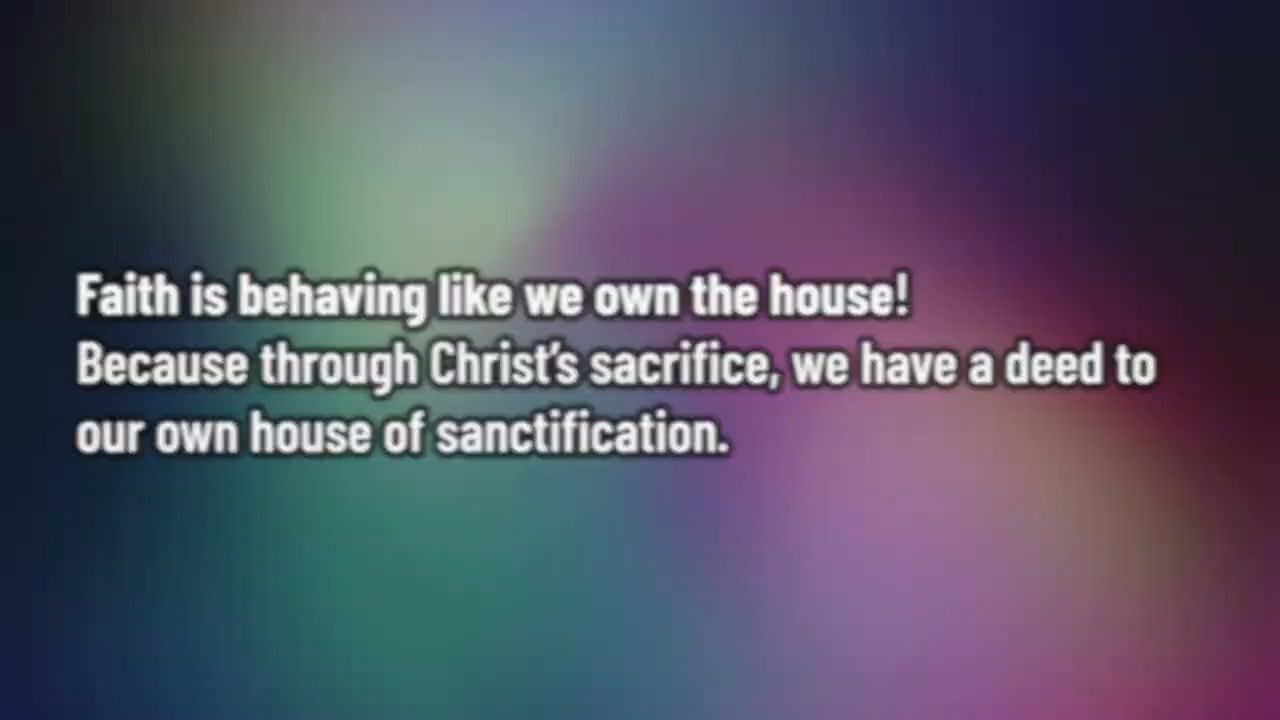 Faith is behaving like we own the house!
Because through Christ’s sacrifice, we have a deed to
our own house of sanctification.